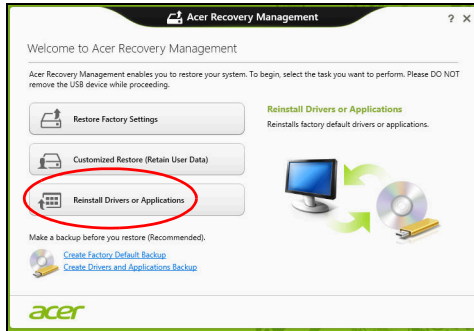 Acer Recovery Management
? X
Welcome to Acer Recovery Management
Acer Recovery Management enables you to restore your system. To begin, select the task you want to perform. Please DO NOT
remove the USB device while proceeding.
Restore Factory Settings
Customized Restore (Retain User Data)
Reinstall Drivers or Applications
Reinstall Drivers or Applications
Reinstalls factory default drivers or applications.
Make a backup before you restore (Recommended).
Create Factory Default Backup
Create Drivers and Applications Backup
acer